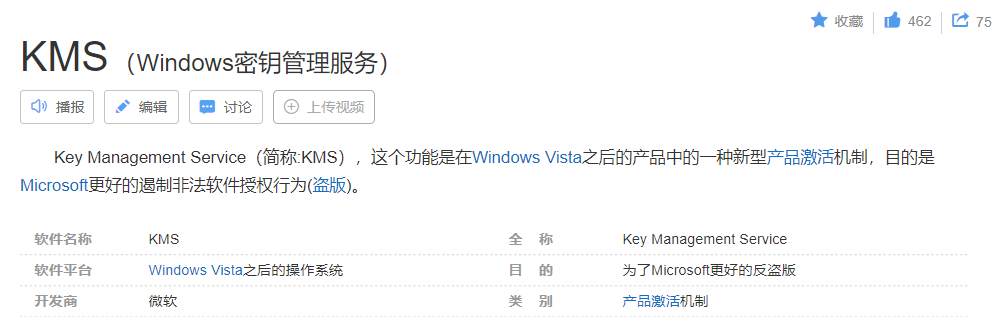 收藏 462 75
KMS（Windows密钥管理服务）
播报 编辑 讨论 上传视频
Key Management Service（简称:KMS），这个功能是在Windows Vista之后的产品中的一种新型产品激活机制，目的是
Microsoft更好的遏制非法软件授权行为(盗版)。
软件名称 KMS 全 称 Key Management Service
软件平台 Windows Vista之后的操作系统 目 的 为了Microsoft更好的反盗版
开发商 微软 类 别 产品激活机制